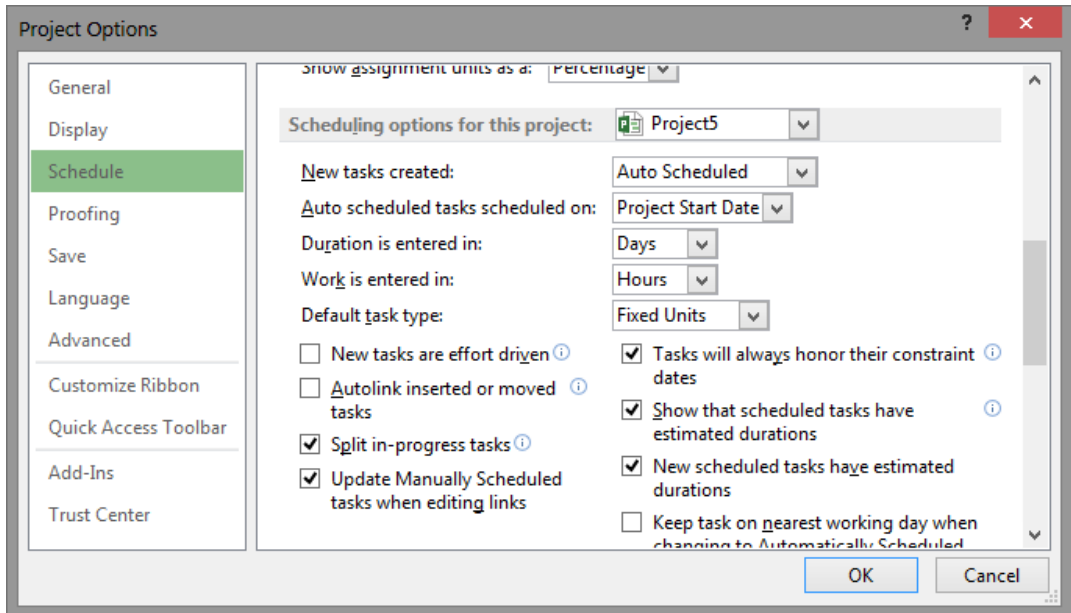 Project Options
?
General
Display
Schedule
Proofing
Save
Language
Advanced
Customize Ribbon
Quick Access Toolbar
Add-Ins
Trust Center
Show assignment units as a: Percentage
Scheduling options for this project: Project5
New tasks created: Auto Scheduled
Auto scheduled tasks scheduled on: Project Start Date
Duration is entered in: Days
Work is entered in: Hours
Default task type: Fixed Units
New tasks are effort driven
Autolink inserted or moved
tasks
Split in-progress tasks
Update Manually Scheduled
tasks when editing links
Tasks will always honor their constraint
dates
Show that scheduled tasks have
estimated durations
New scheduled tasks have estimated
durations
Keep task on nearest working day when
changing to Automatically Scheduled
OK Cancel